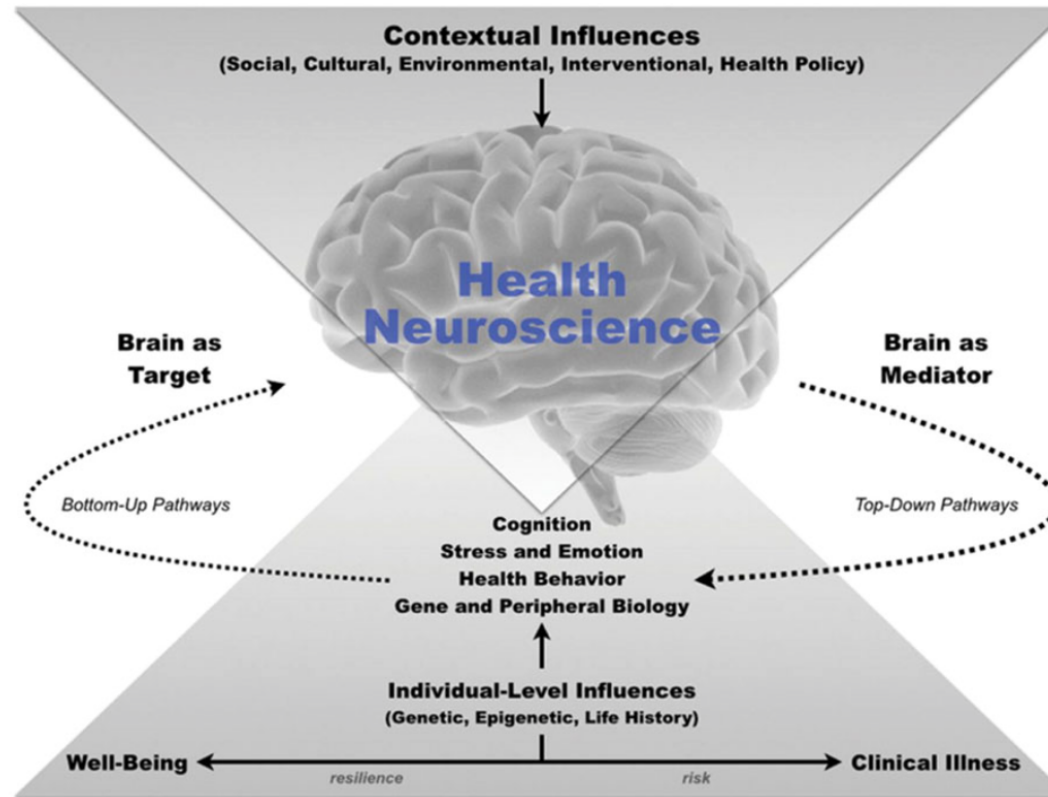 Contextual Influences
(Social, Cultural, Environmental, Interventional, Health Policy)
Health
Neuroscience
Brain as
Target
Brain as
Mediator
Bottom-Up Pathways
Top-Down Pathways
Cognition
Stress and Emotion
Health Behavior
Gene and Peripheral Biology
Individual-Level Influences
(Genetic, Epigenetic, Life History)
Well-Being
Clinical Illness
resilience
risk